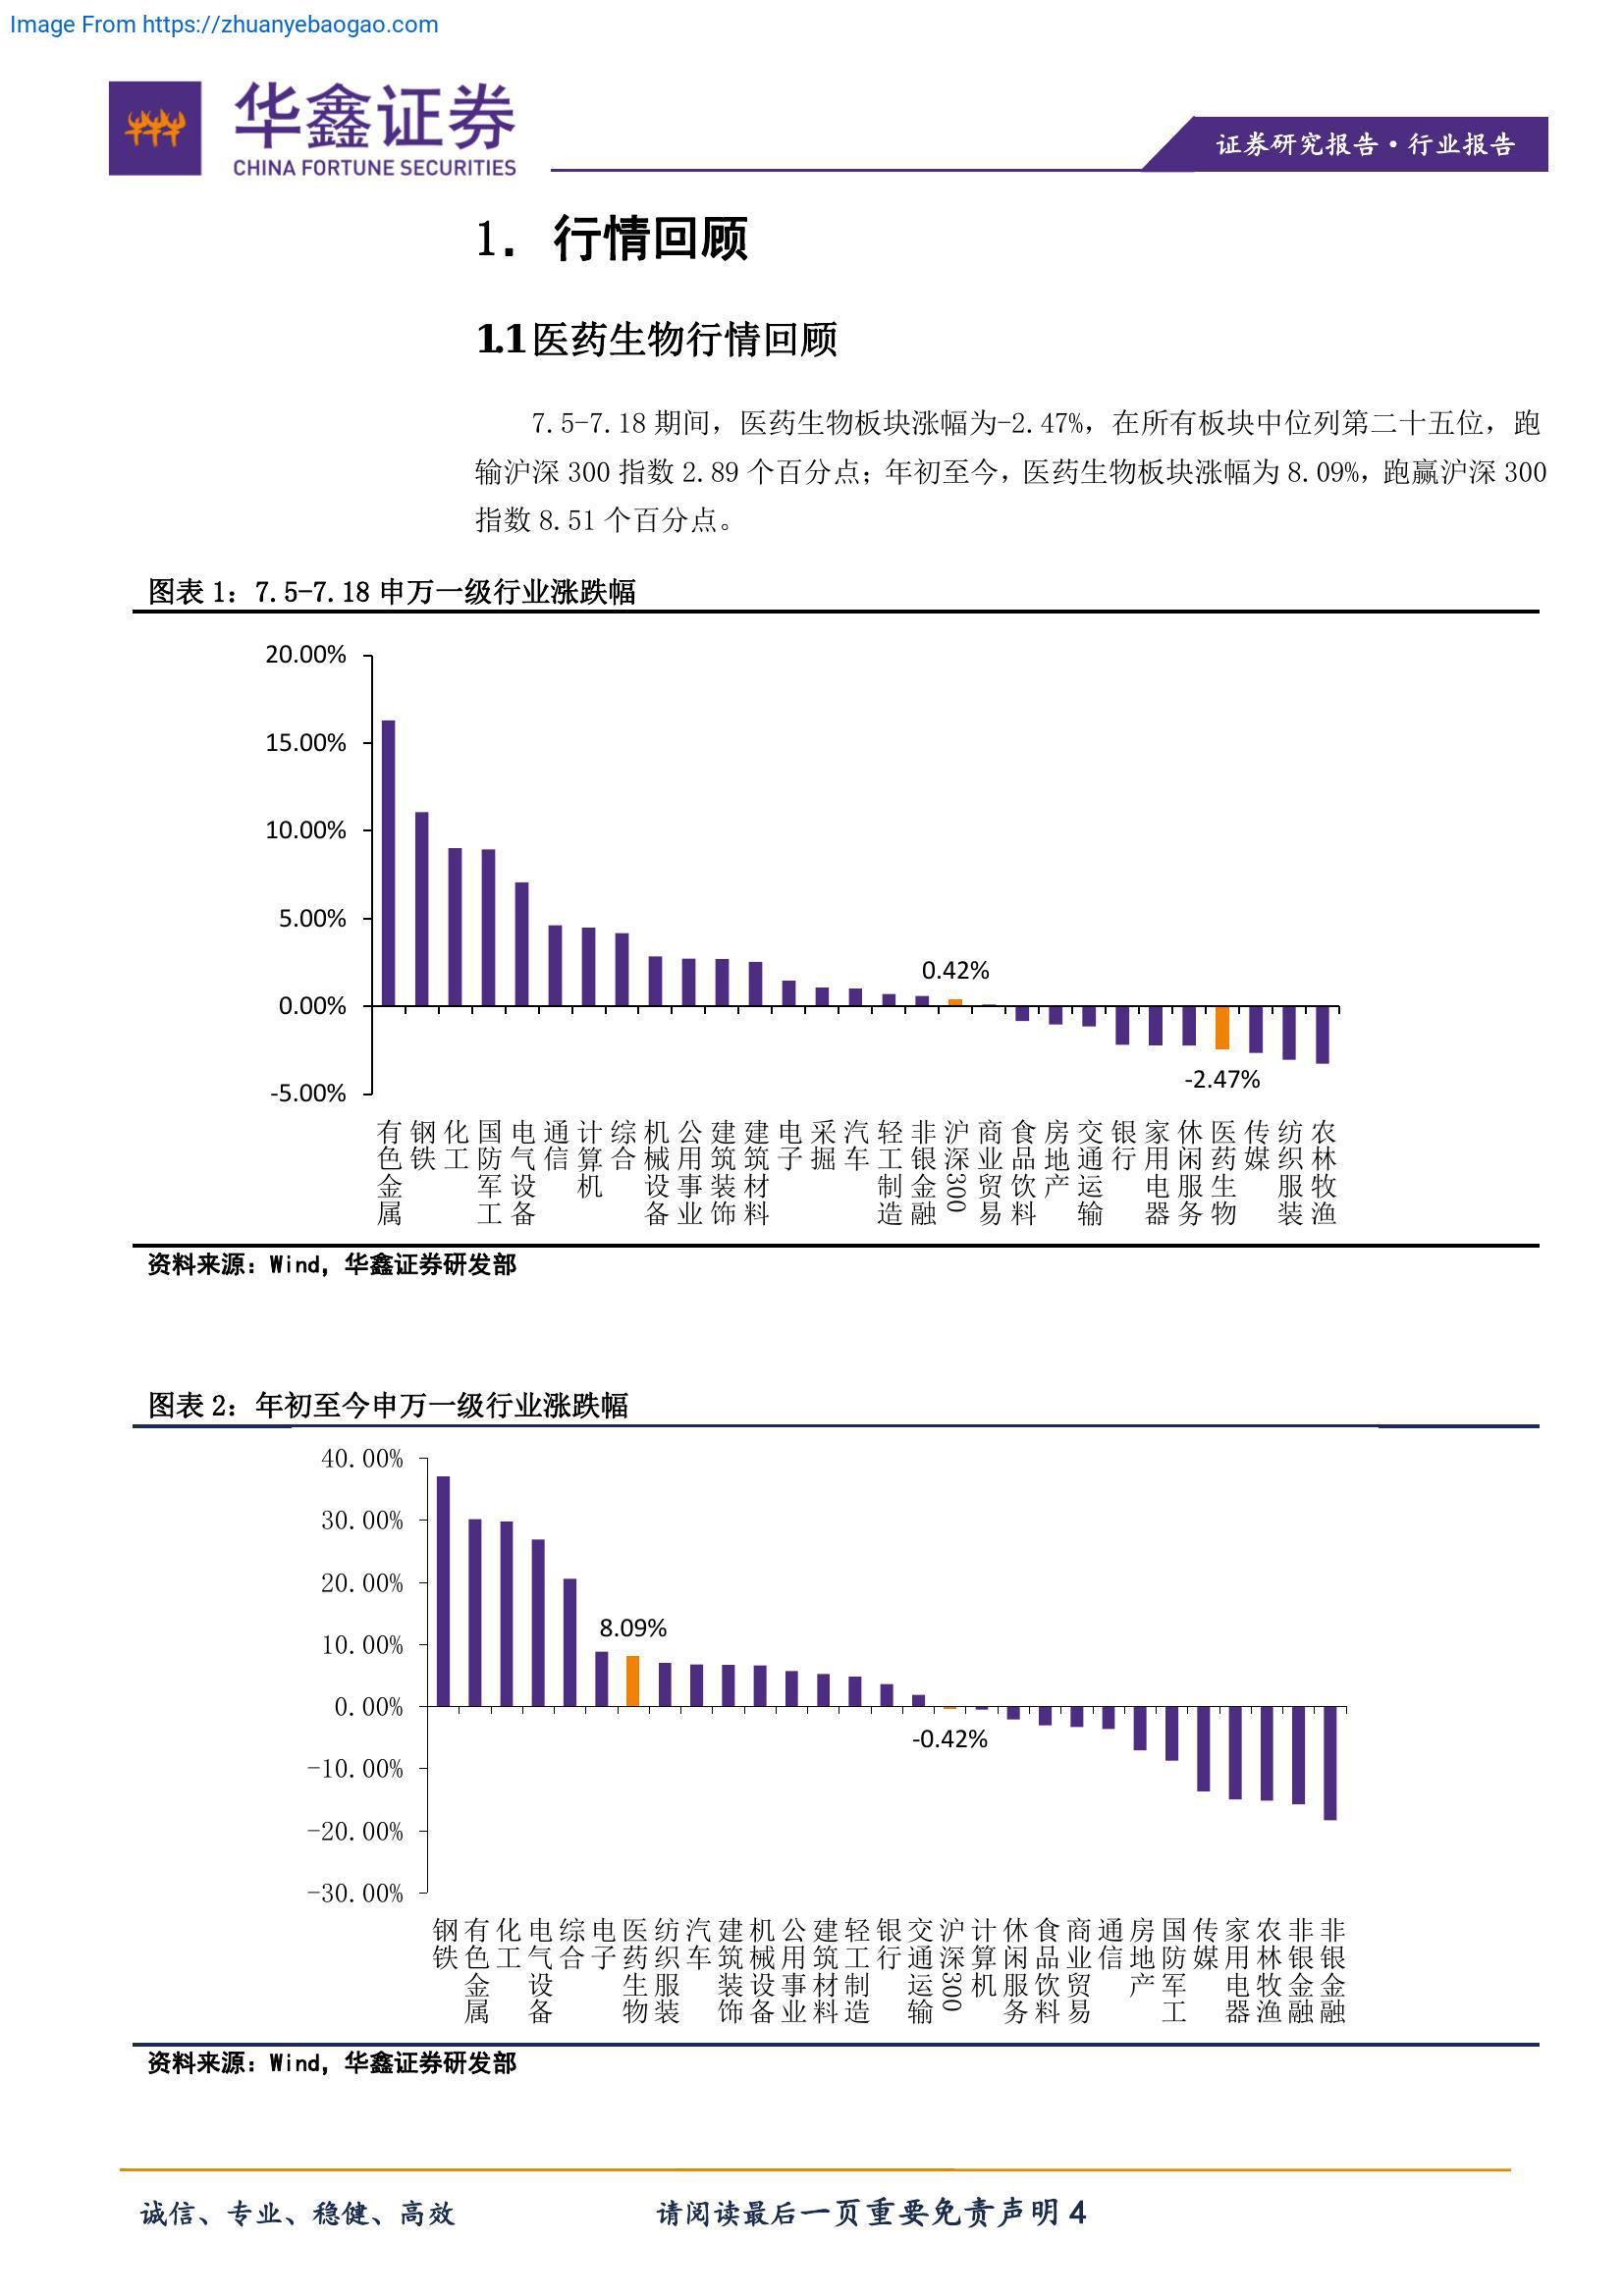 Image From https://zhuanyebaogao.com
华鑫证券
CHINA FORTUNE SECURITIES
证券研究报告·行业报告
1. 行情回顾
1.1医药生物行情回顾
7.5-7.18 期间，医药生物板块涨幅为-2.47%，在所有板块中位列第二十五位，跑
输沪深 300 指数 2.89 个百分点；年初至今，医药生物板块涨幅为 8.09%，跑赢沪深 300
指数 8.51 个百分点。
图表 1：7.5-7.18 申万一级行业涨跌幅
20.00%
15.00%
10.00%
5.00%
0.00%
-5.00%
0.42%
-2.47%
有色金属
钢铁
化工
国防军工
电气设备
通信
计算机
综合
机械设备
公用事业
建筑装饰
建筑材料
电子
采掘
汽车
轻工制造
非银金融
沪深300
商业贸易
食品饮料
房地产
交通运输
银行
家用电器
休闲服务
医药生物
传媒
纺织服装
农林牧渔
资料来源：Wind，华鑫证券研发部
图表 2：年初至今申万一级行业涨跌幅
40.00%
30.00%
20.00%
10.00%
0.00%
-10.00%
-20.00%
-30.00%
8.09%
-0.42%
钢铁
有色金属
化工
电气设备
综合
电子
医药生物
纺织服装
汽车
建筑装饰
机械设备
公用事业
建筑材料
轻工制造
银行
交通运输
沪深300
计算机
休闲服务
食品饮料
商业贸易
通信
房地产
国防军工
传媒
家用电器
农林牧渔
非银金融
非银金融
资料来源：Wind，华鑫证券研发部
诚信、专业、稳健、高效
请阅读最后一页重要免责声明 4